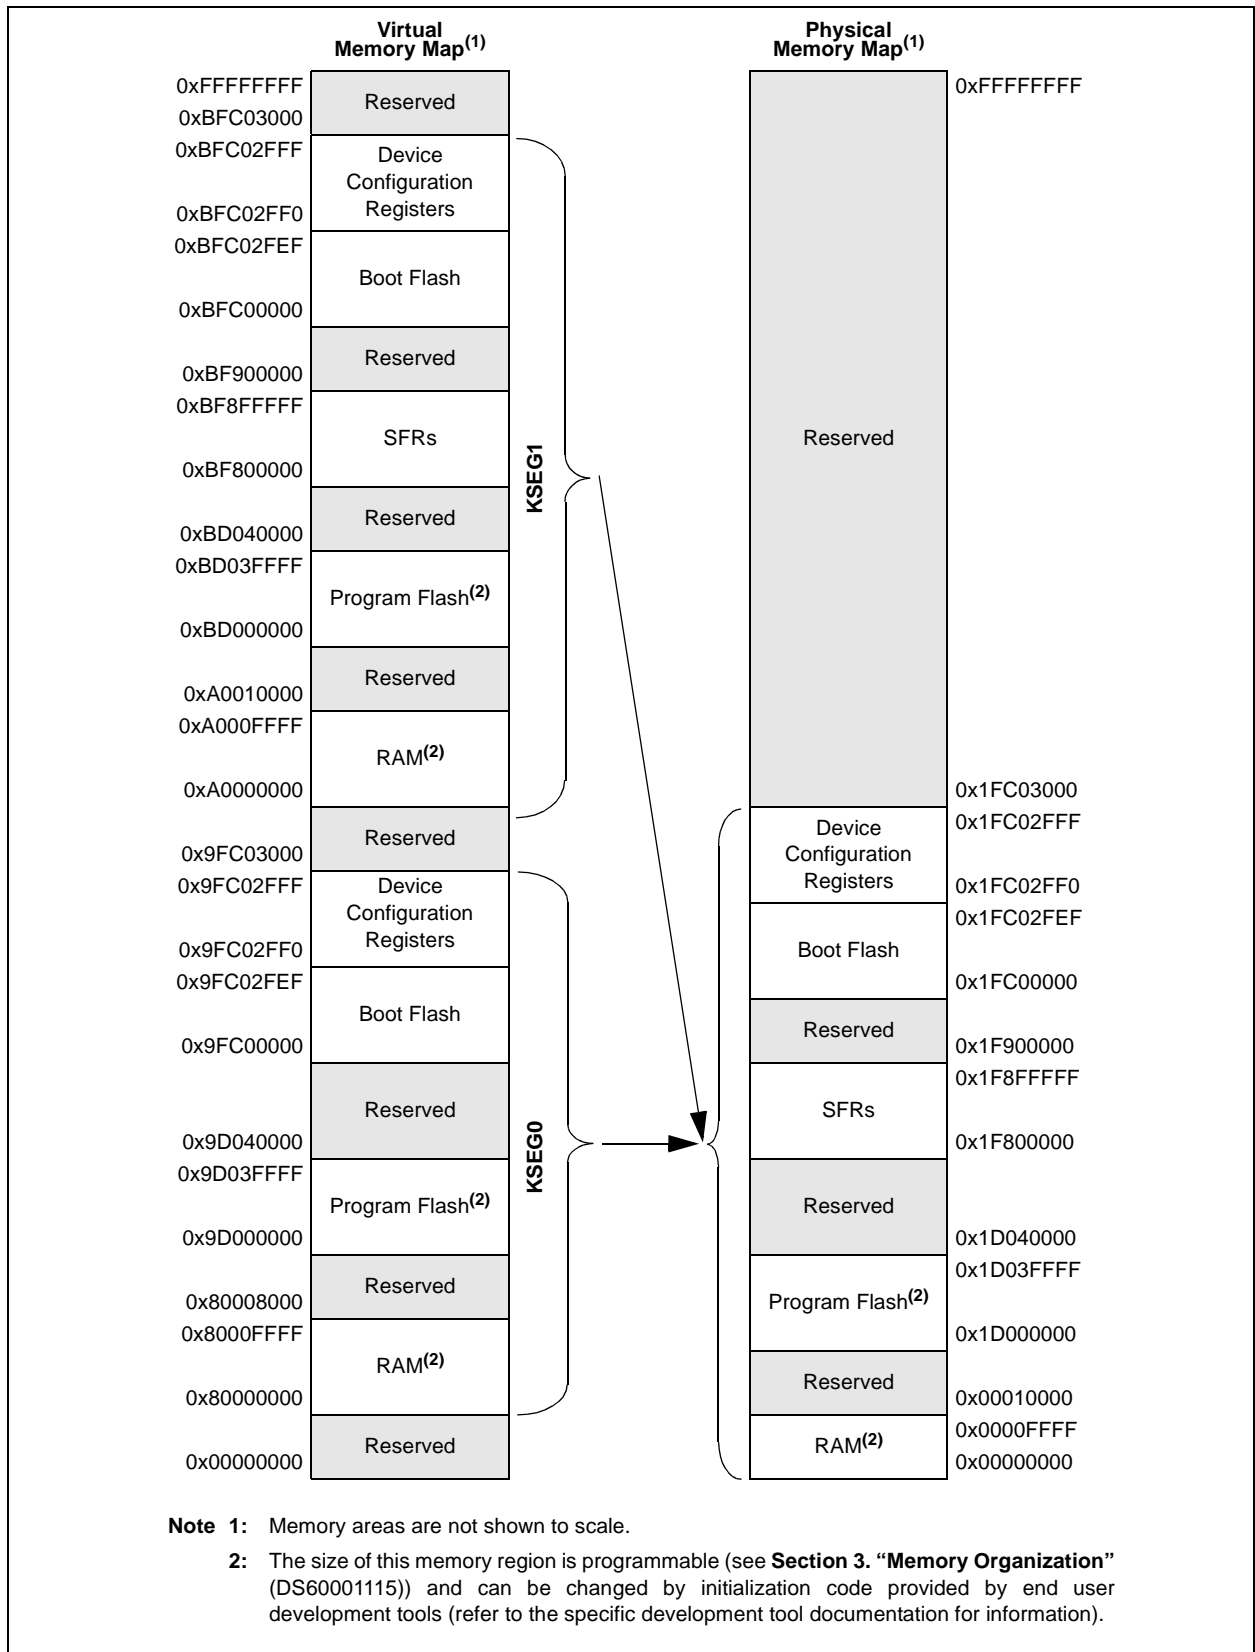 Virtual
Memory Map(1)
0xFFFFFFFF
Reserved
0xBFC03000
0xBFC02FFF
Device
Configuration
Registers
0xBFC02FF0
0xBFC02FEF
Boot Flash
0xBFC00000
Reserved
0xBF900000
0xBF8FFFFF
SFRs
0xBF800000
Reserved
0xBD040000
0xBD03FFFF
Program Flash(2)
0xBD000000
Reserved
0xA0010000
0xA000FFFF
RAM(2)
0xA0000000
Reserved
0x9FC03000
0x9FC02FFF
Device
Configuration
Registers
0x9FC02FF0
0x9FC02FEF
Boot Flash
0x9FC00000
Reserved
0x9D040000
0x9D03FFFF
Program Flash(2)
0x9D000000
Reserved
0x80008000
0x8000FFFF
RAM(2)
0x80000000
Reserved
0x00000000
KSEG1
KSEG0
Physical
Memory Map(1)
0xFFFFFFFF
Reserved
0x1FC03000
0x1FC02FFF
Device
Configuration
Registers
0x1FC02FF0
0x1FC02FEF
Boot Flash
0x1FC00000
Reserved
0x1F900000
0x1F8FFFFF
SFRs
0x1F800000
Reserved
0x1D040000
0x1D03FFFF
Program Flash(2)
0x1D000000
Reserved
0x00010000
0x0000FFFF
RAM(2)
0x00000000
Note 1: Memory areas are not shown to scale.
2: The size of this memory region is programmable (see Section 3. “Memory Organization”
(DS60001115)) and can be changed by initialization code provided by end user
development tools (refer to the specific development tool documentation for information).